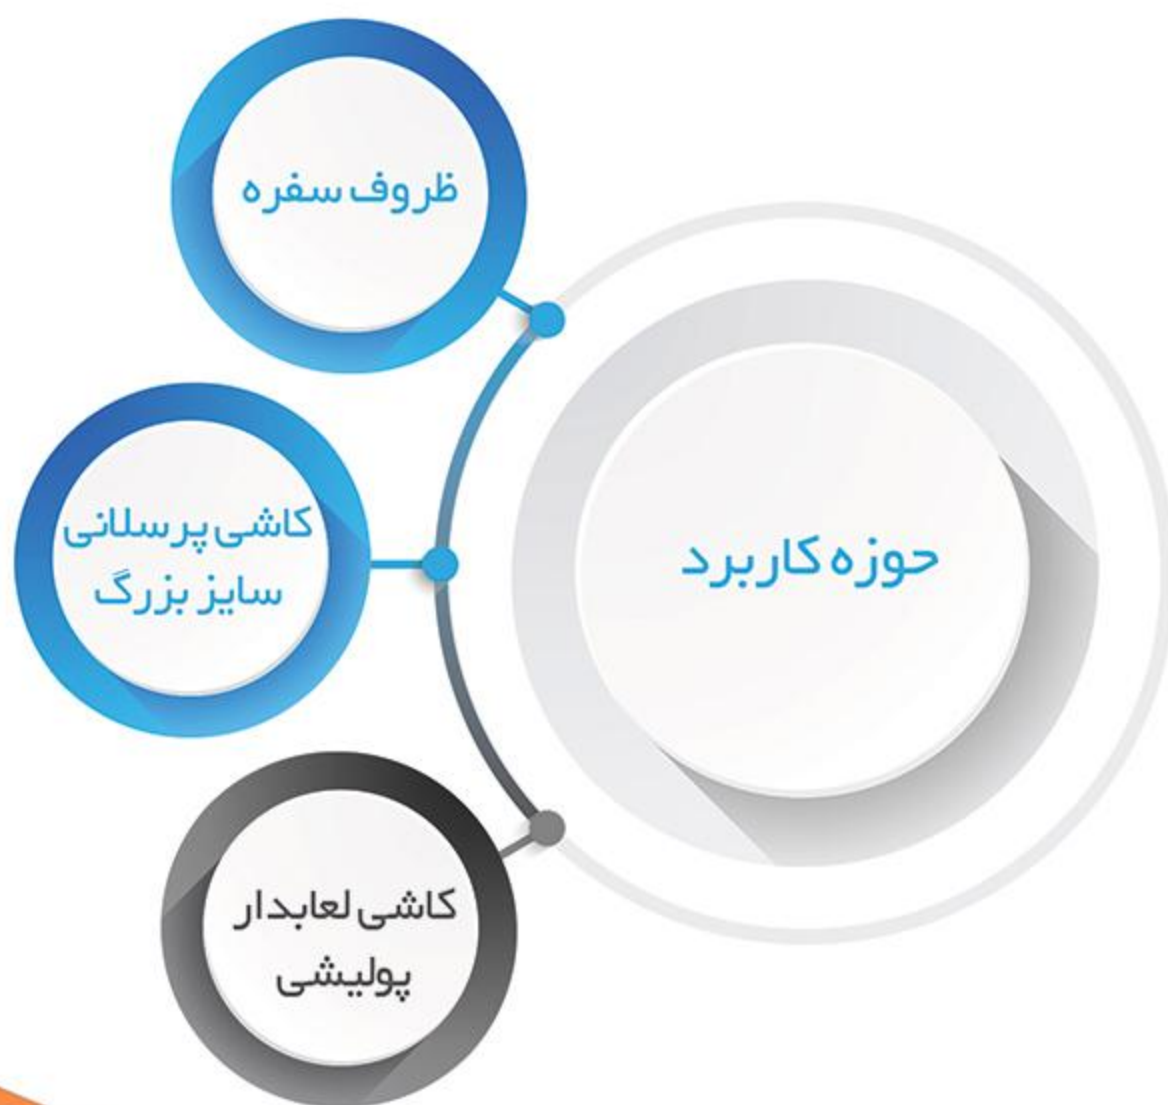 حوزه کاربرد
ظروف سفره
کاشی پرسلانی
سایز بزرگ
کاشی لعابدار
پولیشی